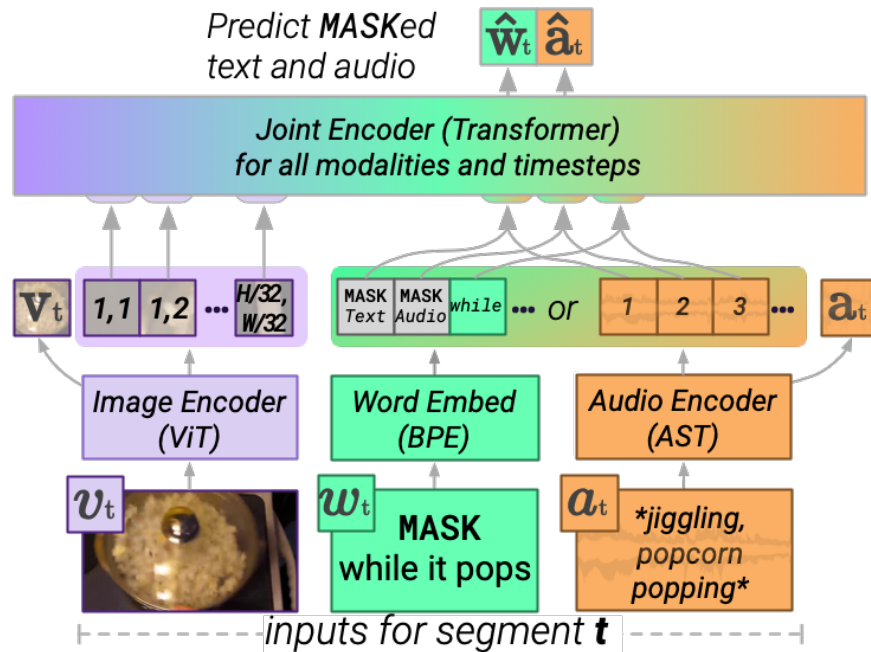 Predict MASKed
text and audio
ŵt ât
Joint Encoder (Transformer)
for all modalities and timesteps
vt
1,1 1,2 ••• H/32,
W/32
MASK
Text
MASK
Audio
while ••• or 1 2 3 •••
at
Image Encoder
(ViT)
Word Embed
(BPE)
Audio Encoder
(AST)
vt
wt
MASK
while it pops
at
*jiggling,
popcorn
popping*
inputs for segment t